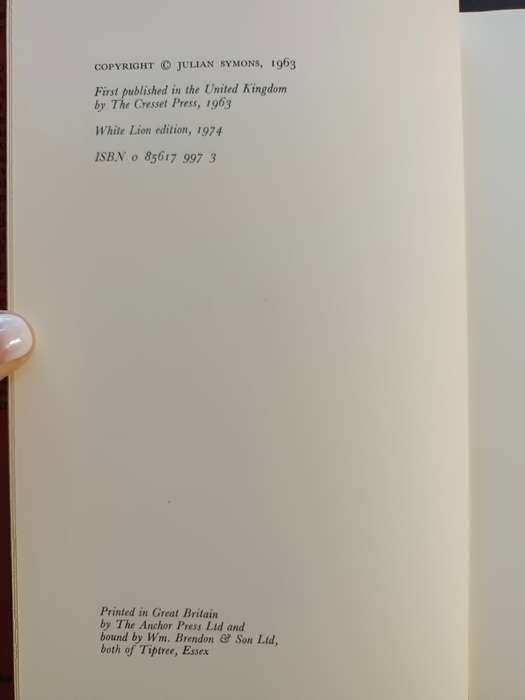 COPYRIGHT © JULIAN SYMONS, 1963
First published in the United Kingdom
by The Cresset Press, 1963
White Lion edition, 1974
ISBN 0 85617 997 3
Printed in Great Britain
by The Anchor Press Ltd and
bound by Wm. Brendon & Son Ltd,
both of Tiptree, Essex